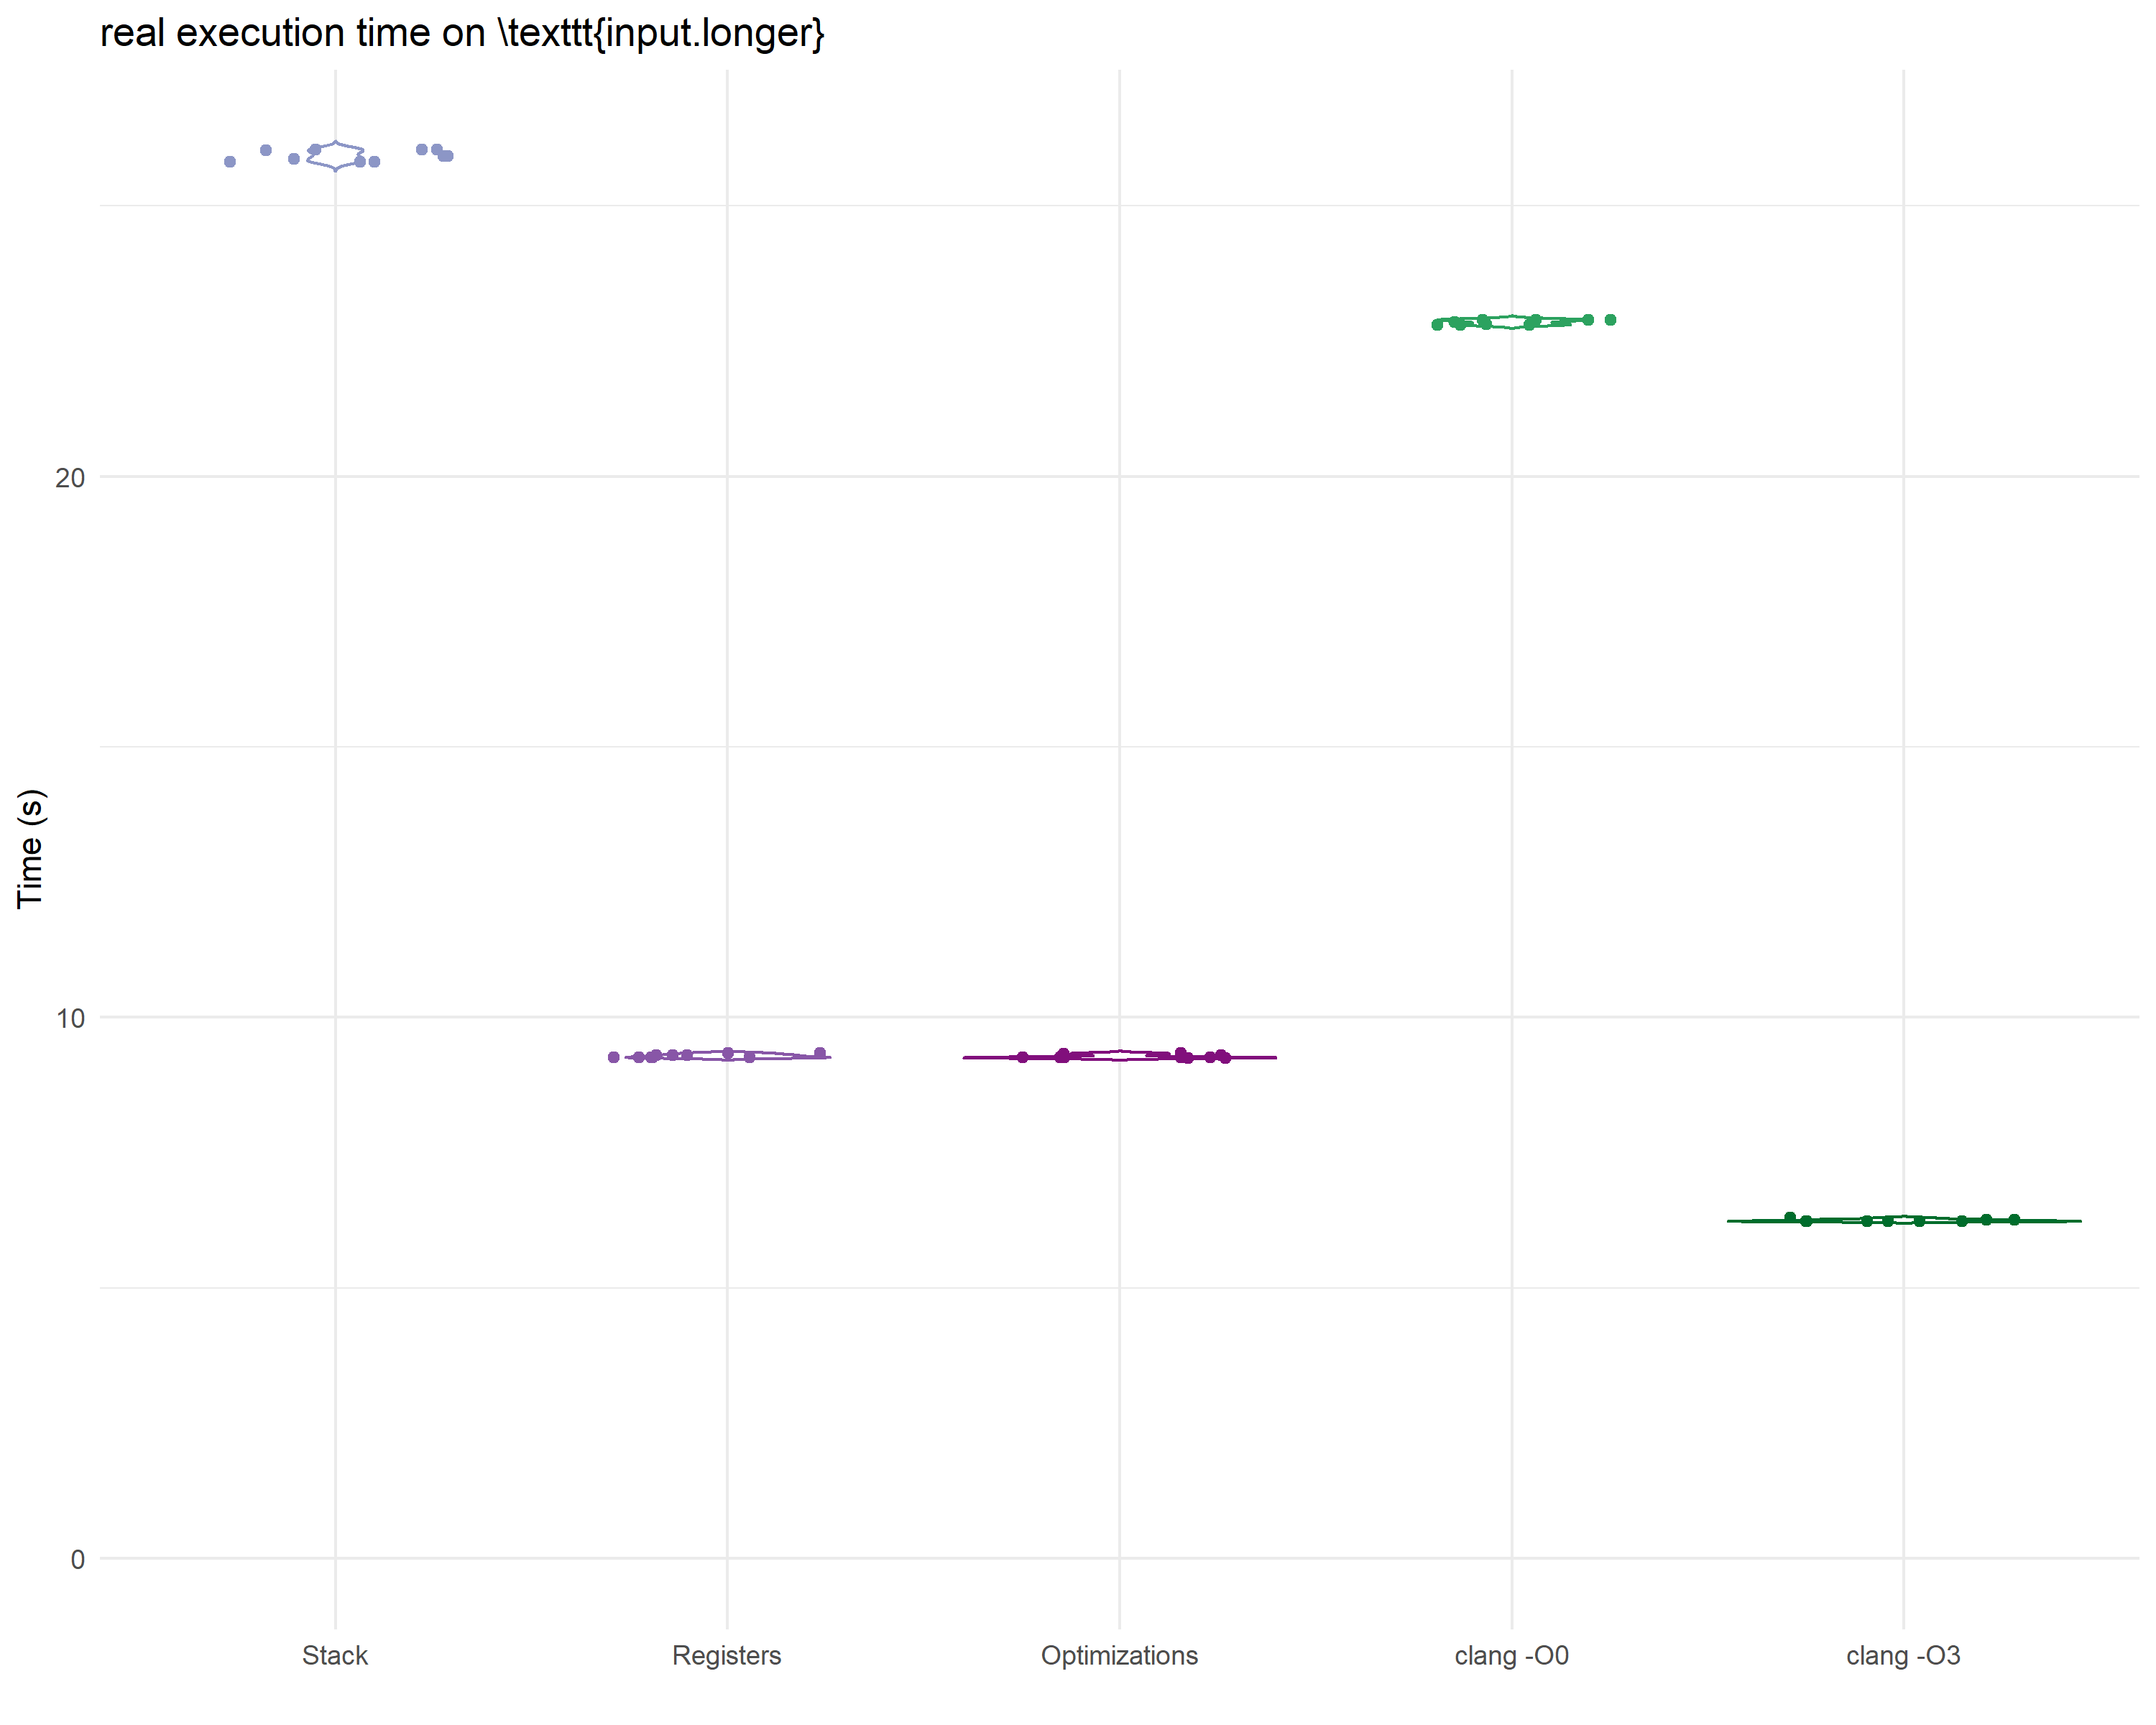 real execution time on \texttt{input.longer}
Time (s)
20
10
0
Stack
Registers
Optimizations
clang -O0
clang -O3